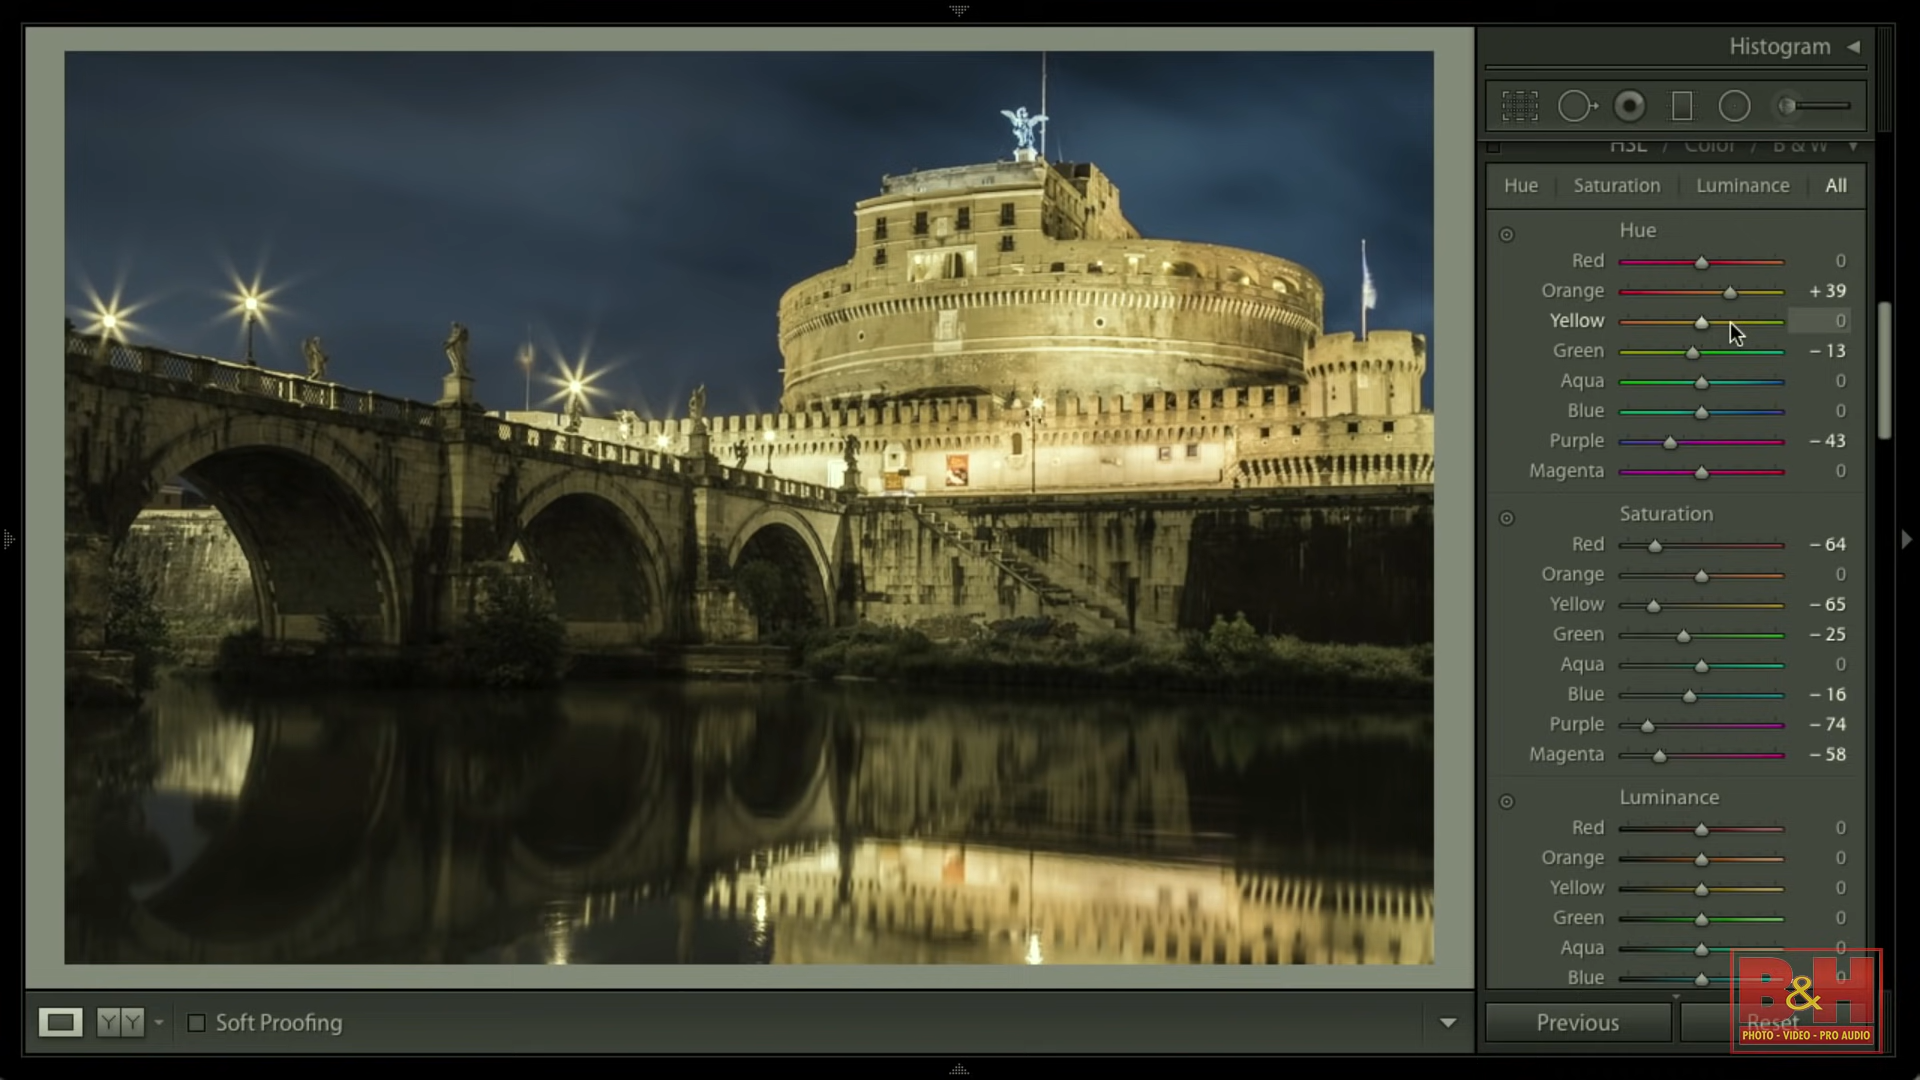 Histogram
HSL / Color / B & W
Hue Saturation Luminance All
Hue
Red 0
Orange + 39
Yellow 0
Green - 13
Aqua 0
Blue 0
Purple - 43
Magenta 0
Saturation
Red - 64
Orange 0
Yellow - 65
Green - 25
Aqua 0
Blue - 16
Purple - 74
Magenta - 58
Luminance
Red 0
Orange 0
Yellow 0
Green 0
Aqua 0
Blue 0
Y Y Soft Proofing
Previous Reset
B&H
PHOTO - VIDEO - PRO AUDIO